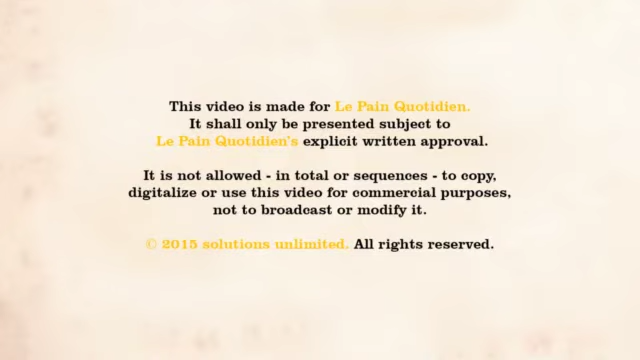 This video is made for Le Pain Quotidien.
It shall only be presented subject to
Le Pain Quotidien's explicit written approval.
It is not allowed - in total or sequences - to copy,
digitalize or use this video for commercial purposes,
not to broadcast or modify it.
© 2015 solutions unlimited. All rights reserved.